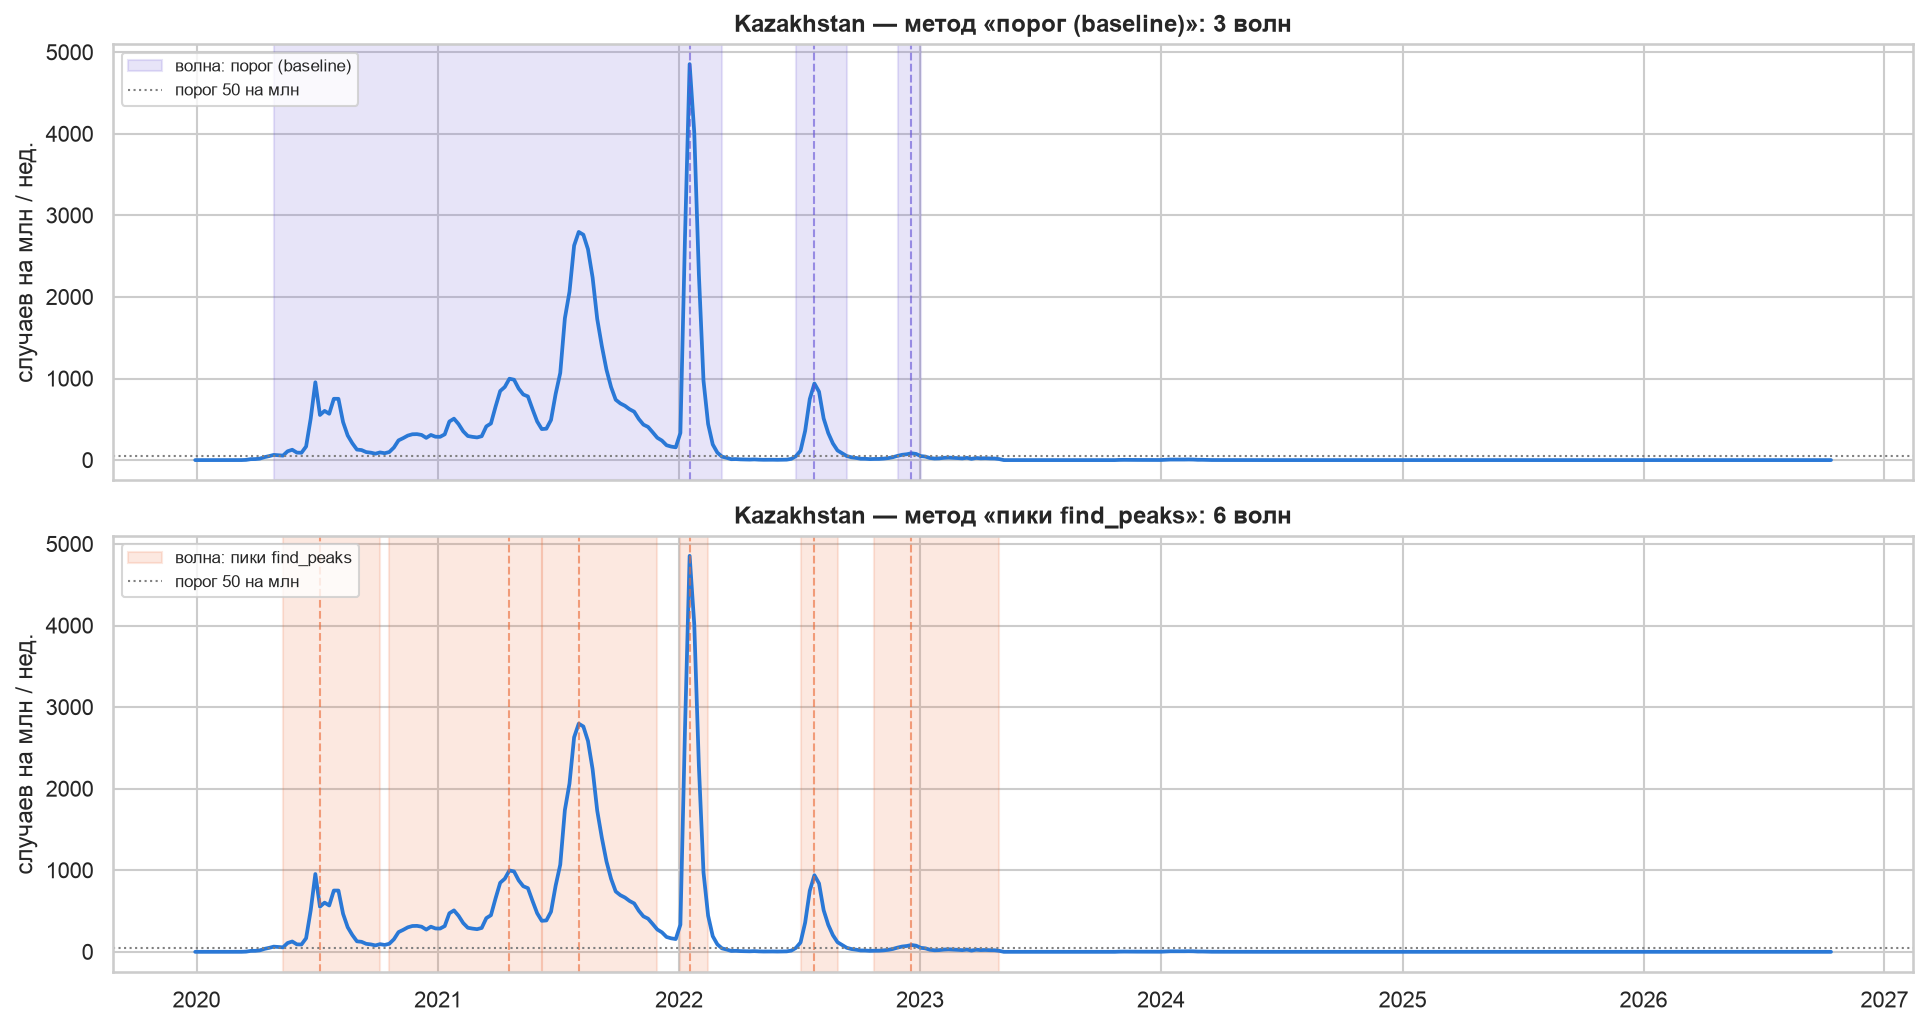 Kazakhstan — метод «порог (baseline)»: 3 волн
случаев на млн / нед.
5000
4000
3000
2000
1000
0
волна: порог (baseline)
порог 50 на млн
Kazakhstan — метод «пики find_peaks»: 6 волн
случаев на млн / нед.
5000
4000
3000
2000
1000
0
волна: пики find_peaks
порог 50 на млн
2020 2021 2022 2023 2024 2025 2026 2027